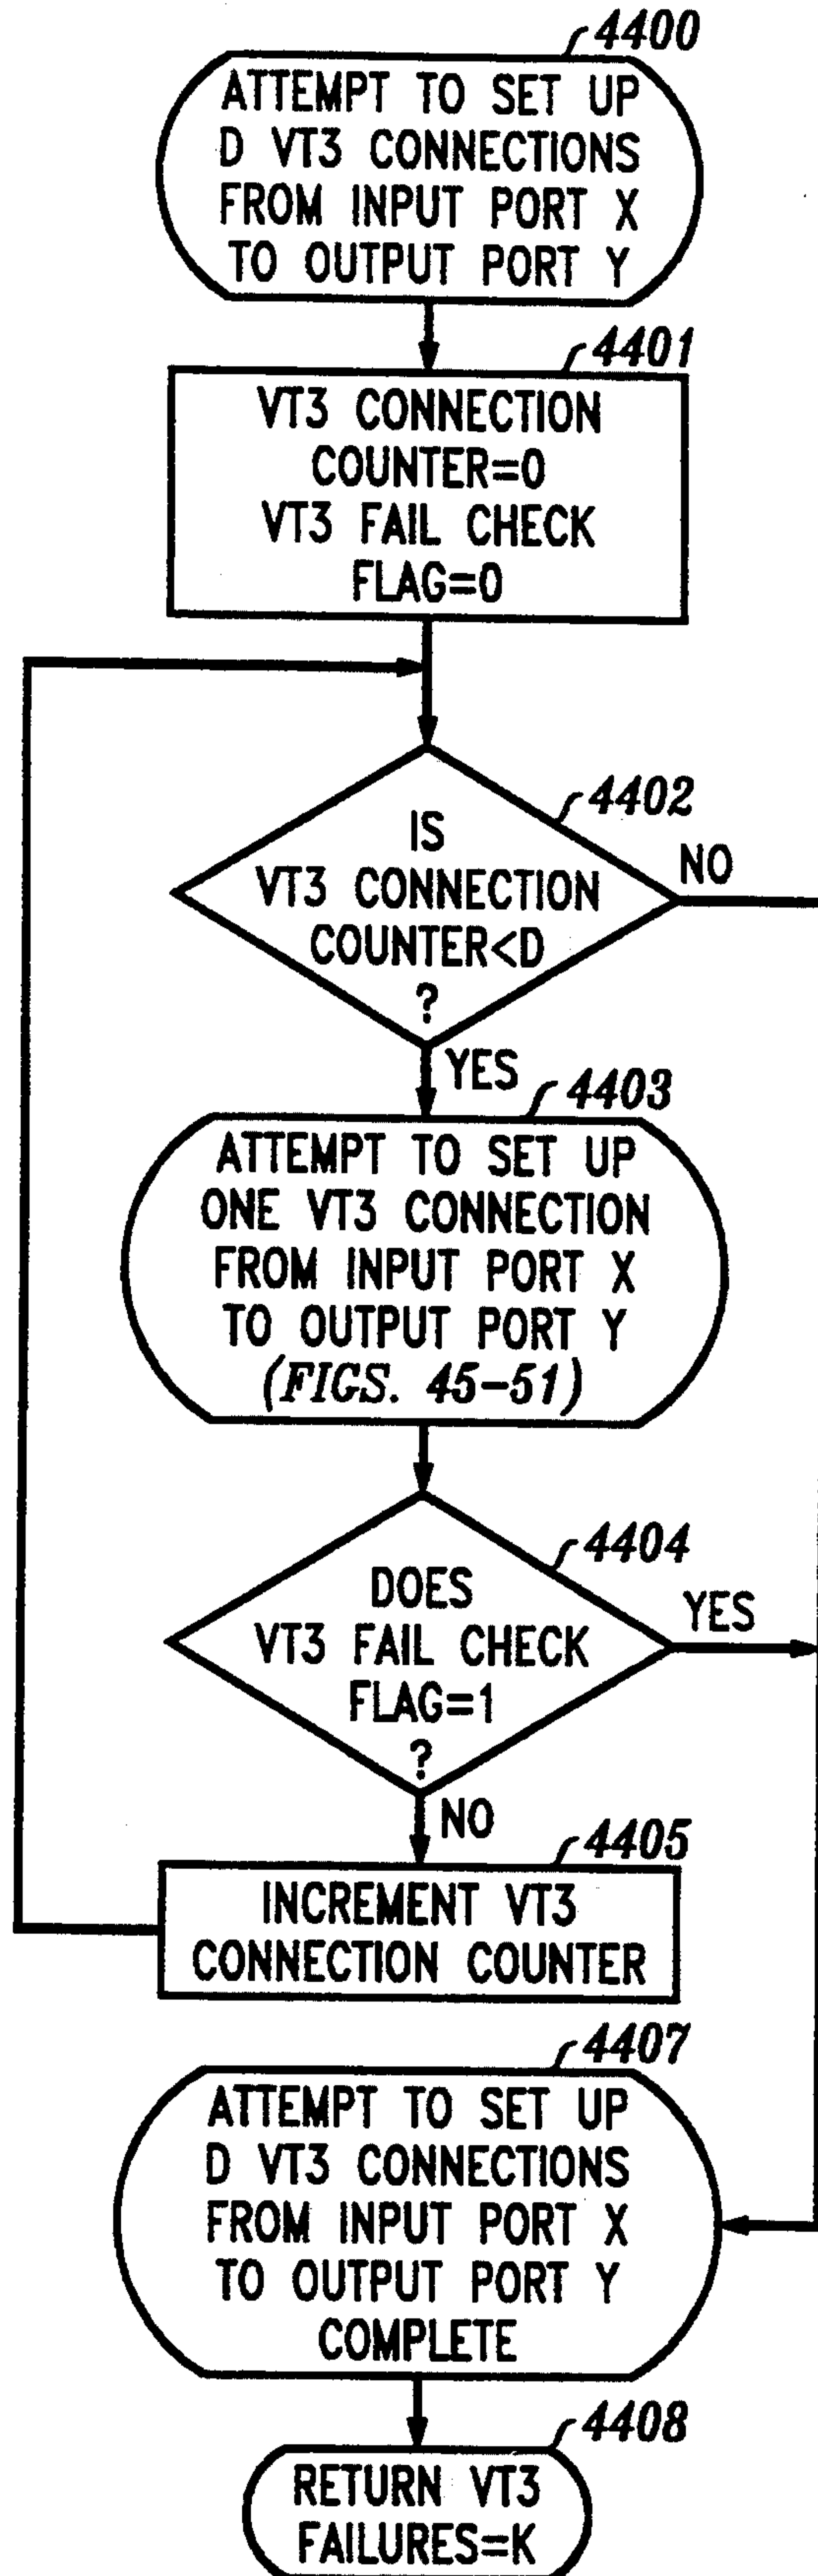 4400
ATTEMPT TO SET UP
D VT3 CONNECTIONS
FROM INPUT PORT X
TO OUTPUT PORT Y
4401
VT3 CONNECTION
COUNTER=0
VT3 FAIL CHECK
FLAG=0
4402
IS
VT3 CONNECTION
COUNTER<D
?
NO
YES
4403
ATTEMPT TO SET UP
ONE VT3 CONNECTION
FROM INPUT PORT X
TO OUTPUT PORT Y
(FIGS. 45-51)
4404
DOES
VT3 FAIL CHECK
FLAG=1
?
YES
NO
4405
INCREMENT VT3
CONNECTION COUNTER
4407
ATTEMPT TO SET UP
D VT3 CONNECTIONS
FROM INPUT PORT X
TO OUTPUT PORT Y
COMPLETE
4408
RETURN VT3
FAILURES=K